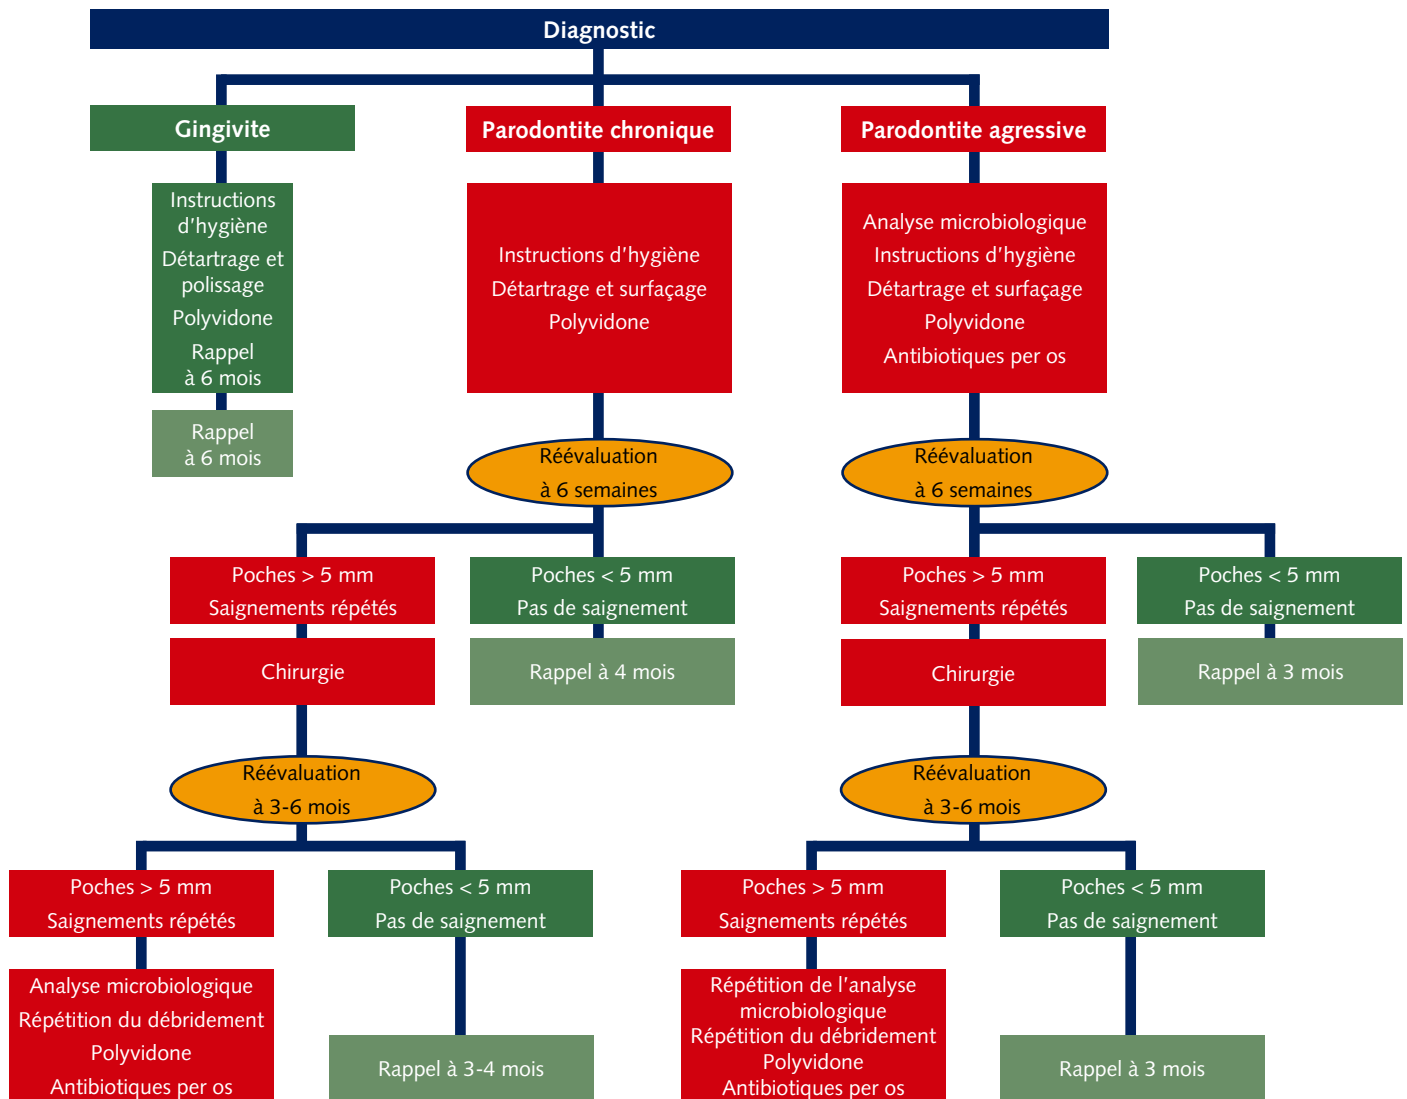 Diagnostic
Gingivite
Parodontite chronique
Parodontite agressive
Instructions
d'hygiène
Détartrage et
polissage
Polyvidone
Rappel
à 6 mois
Rappel
à 6 mois
Instructions d'hygiène
Détartrage et surfaçage
Polyvidone
Analyse microbiologique
Instructions d'hygiène
Détartrage et surfaçage
Polyvidone
Antibiotiques per os
Réévaluation
à 6 semaines
Réévaluation
à 6 semaines
Poches > 5 mm
Saignements répétés
Poches < 5 mm
Pas de saignement
Poches > 5 mm
Saignements répétés
Poches < 5 mm
Pas de saignement
Chirurgie
Rappel à 4 mois
Chirurgie
Rappel à 3 mois
Réévaluation
à 3-6 mois
Réévaluation
à 3-6 mois
Poches > 5 mm
Saignements répétés
Poches < 5 mm
Pas de saignement
Poches > 5 mm
Saignements répétés
Poches < 5 mm
Pas de saignement
Analyse microbiologique
Répétition du débridement
Polyvidone
Antibiotiques per os
Rappel à 3-4 mois
Répétition de l'analyse
microbiologique
Répétition du débridement
Polyvidone
Antibiotiques per os
Rappel à 3 mois